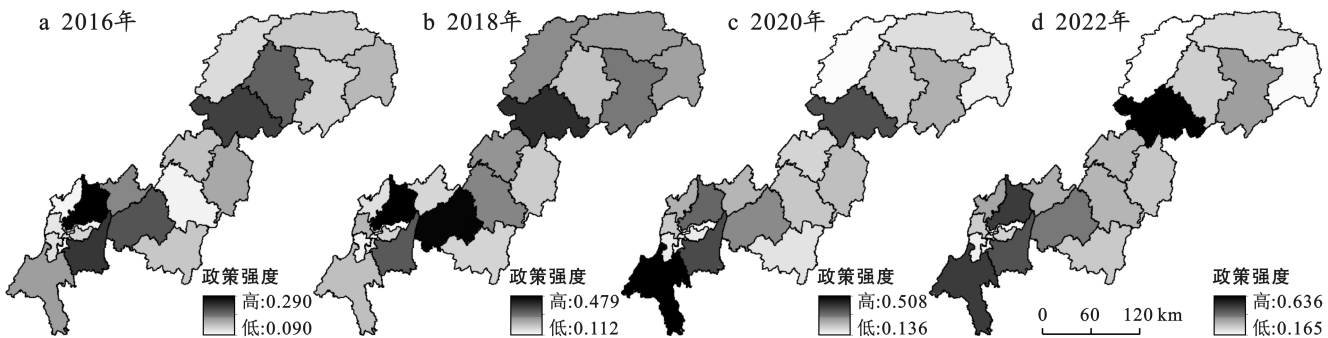 a 2016年
b 2018年
c 2020年
d 2022年
政策强度
高:0.290
低:0.090
政策强度
高:0.479
低:0.112
政策强度
高:0.508
低:0.136
0 60 120 km
政策强度
高:0.636
低:0.165